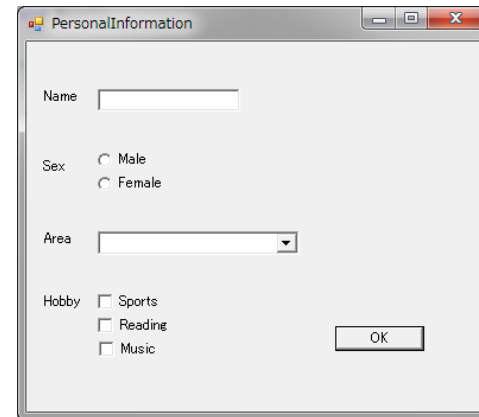 PersonalInformation
Name
Sex
Male
Female
Area
Hobby
Sports
Reading
Music
OK